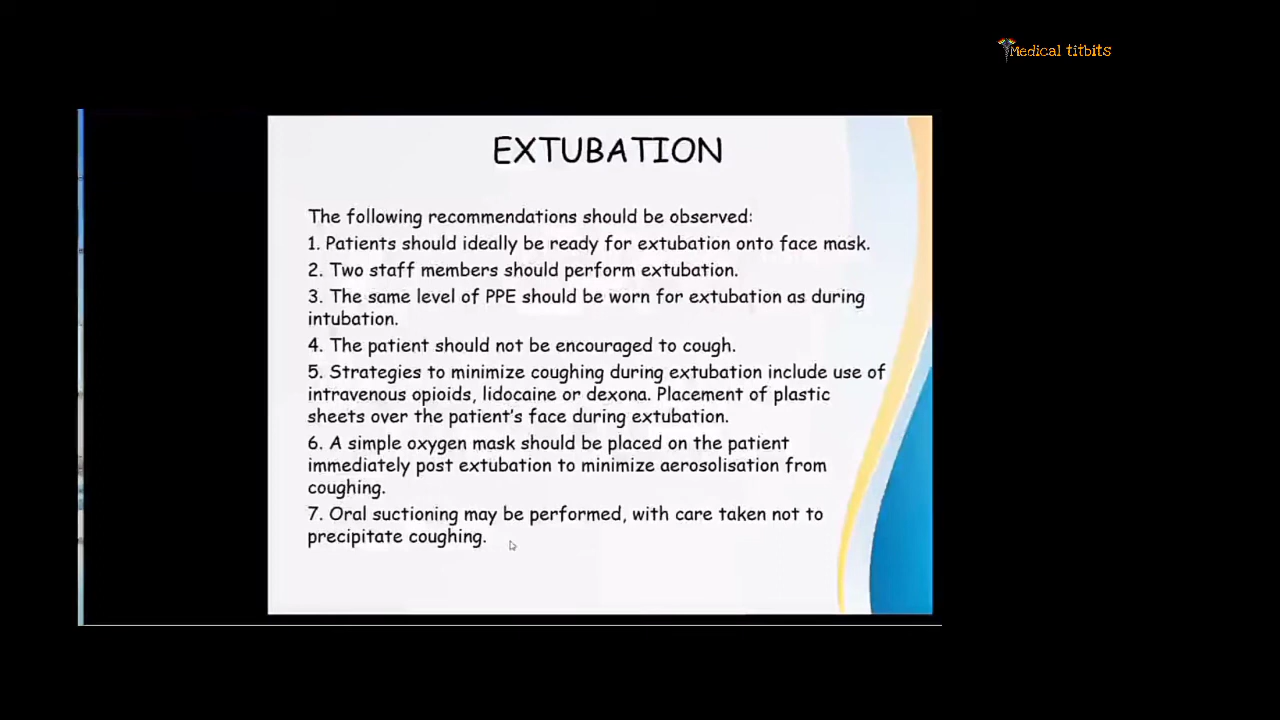 Medical titbits
EXTUBATION
The following recommendations should be observed:
1. Patients should ideally be ready for extubation onto face mask.
2. Two staff members should perform extubation.
3. The same level of PPE should be worn for extubation as during
intubation.
4. The patient should not be encouraged to cough.
5. Strategies to minimize coughing during extubation include use of
intravenous opioids, lidocaine or dexona. Placement of plastic
sheets over the patient's face during extubation.
6. A simple oxygen mask should be placed on the patient
immediately post extubation to minimize aerosolisation from
coughing.
7. Oral suctioning may be performed, with care taken not to
precipitate coughing.